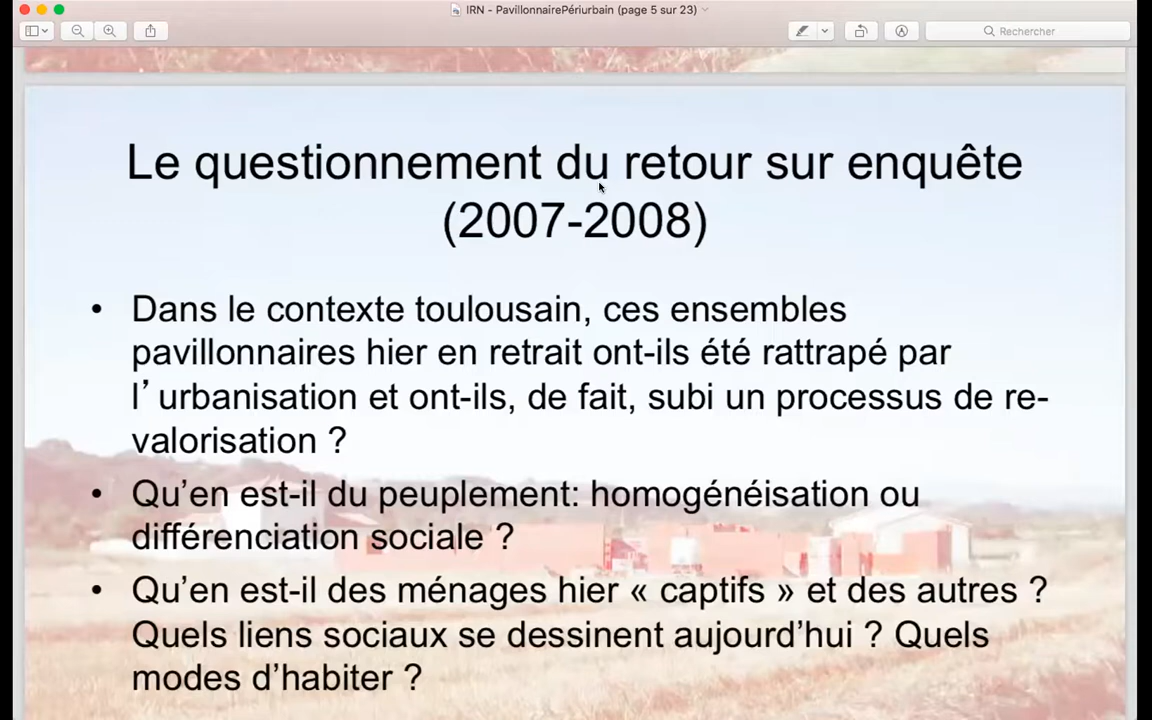 IRN - PavillonnairePériurbain (page 5 sur 23)
Rechercher
Le questionnement du retour sur enquête
(2007-2008)
• Dans le contexte toulousain, ces ensembles
pavillonnaires hier en retrait ont-ils été rattrapé par
l’urbanisation et ont-ils, de fait, subi un processus de re-
valorisation ?
• Qu’en est-il du peuplement: homogénéisation ou
différenciation sociale ?
• Qu’en est-il des ménages hier « captifs » et des autres ?
Quels liens sociaux se dessinent aujourd’hui ? Quels
modes d’habiter ?